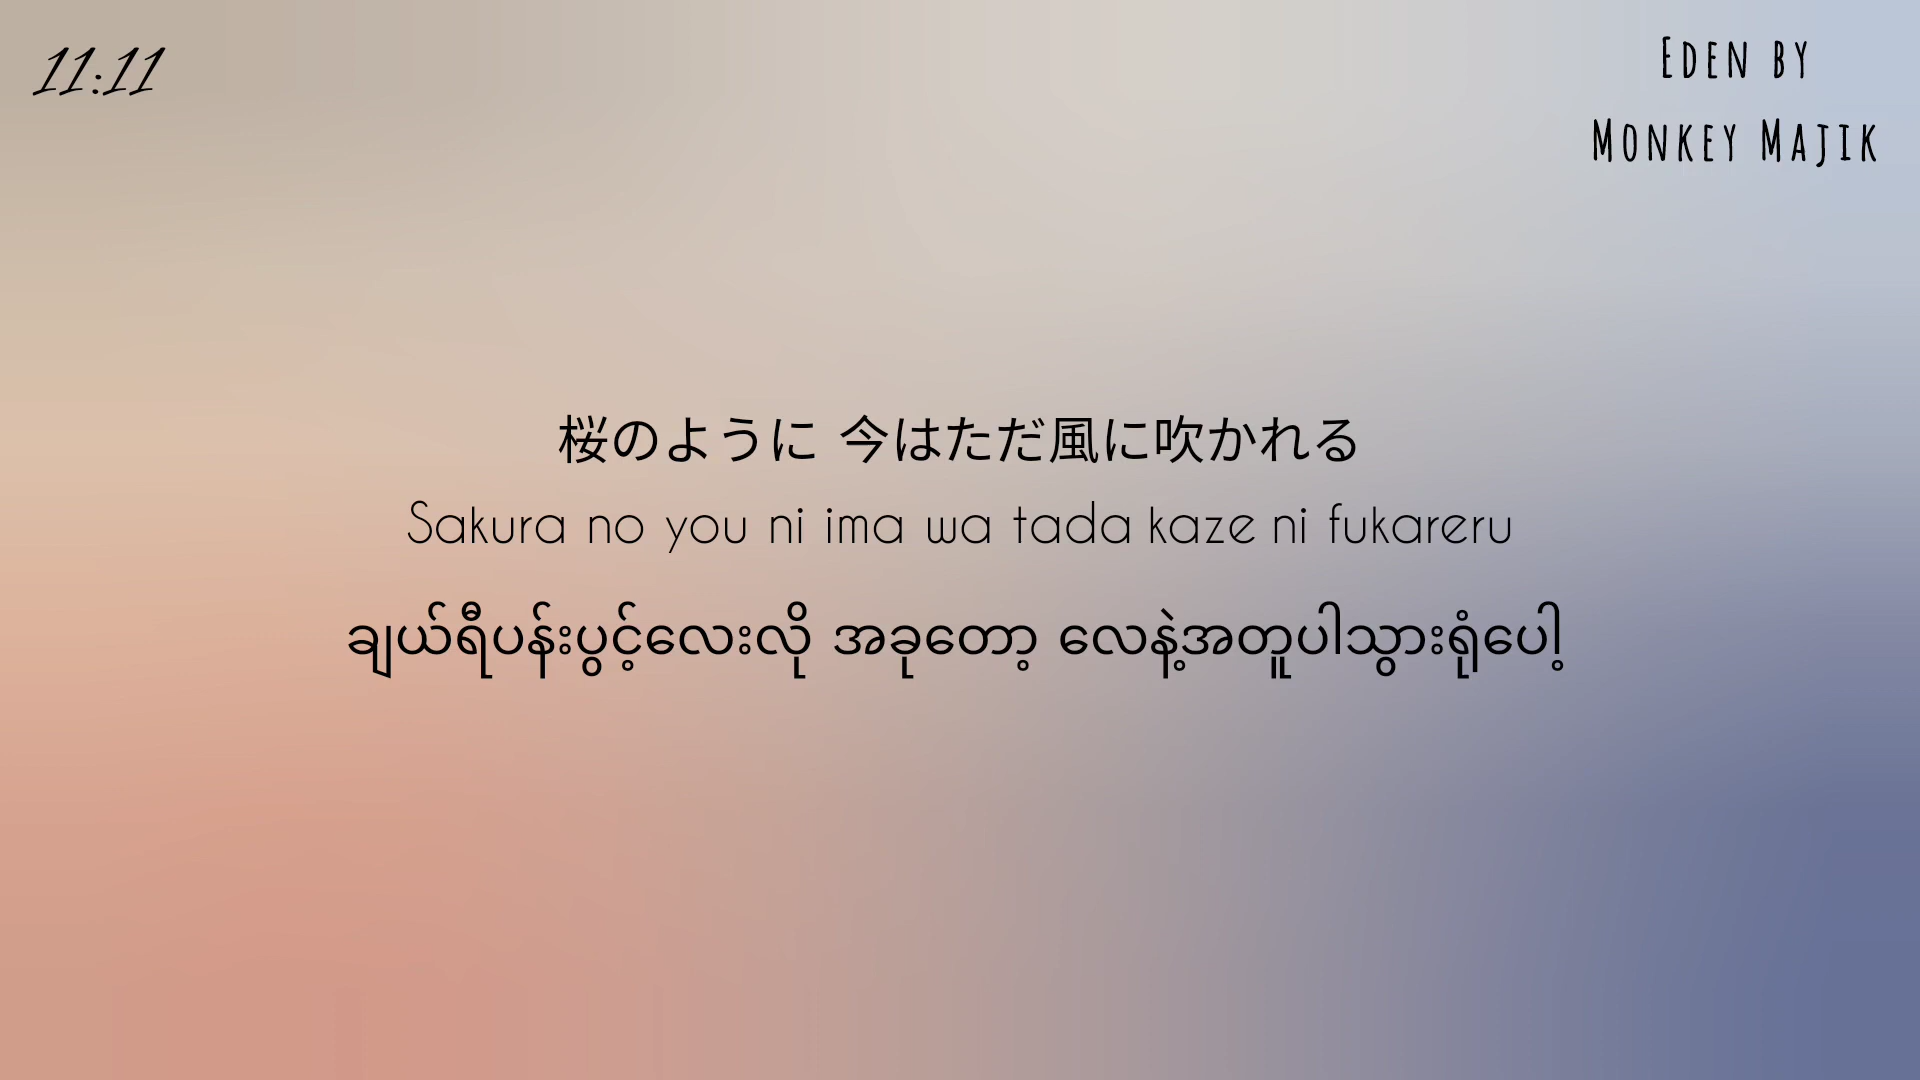 11:11
Eden by
Monkey Majik
桜のように 今はただ風に吹かれる
Sakura no you ni ima wa tada kaze ni fukareru
ချယ်ရီပန်းပွင့်လေးလို အခုတော့ လေနဲ့အတူပါသွားရုံပေါ့